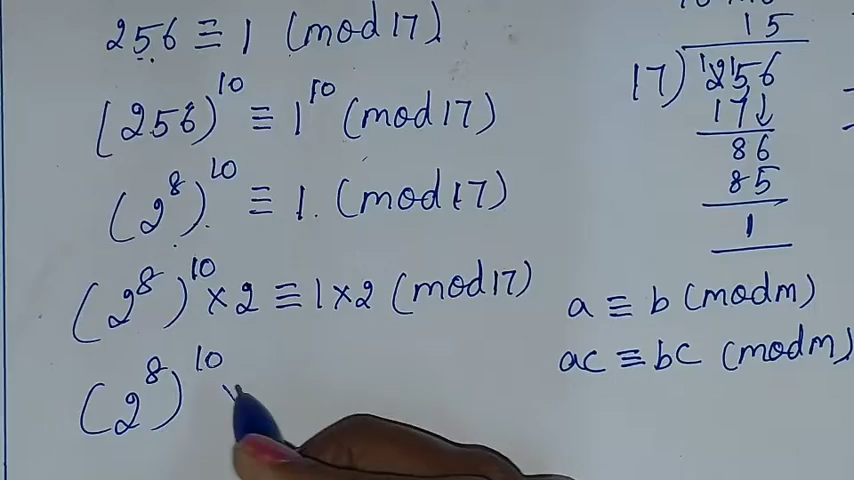 256 ≡ 1 (mod 17)
(256)^10 ≡ 1^10 (mod 17)
(2^8)^10 ≡ 1. (mod 17)
(2^8)^10 × 2 ≡ 1×2 (mod 17)
(2^8)^10
15
17)256
17↓
86
85
1
a ≡ b (mod m)
ac ≡ bc (mod m)